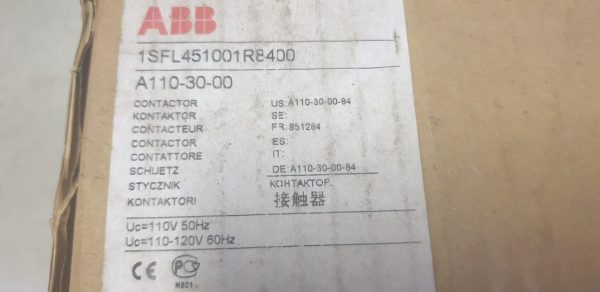 ABB
1SFL451001R8400
A110-30-00
CONTACTOR US:A110-30-00-84
KONTAKTOR SE:
CONTACTEUR FR:851284
CONTACTOR ES:
CONTATTORE IT:
SCHUETZ DE:A110-30-00-84
STYCZNIK КОНТАКТОР
KONTAKTORI 接触器
Uc=110V 50Hz
Uc=110-120V 60Hz
CE